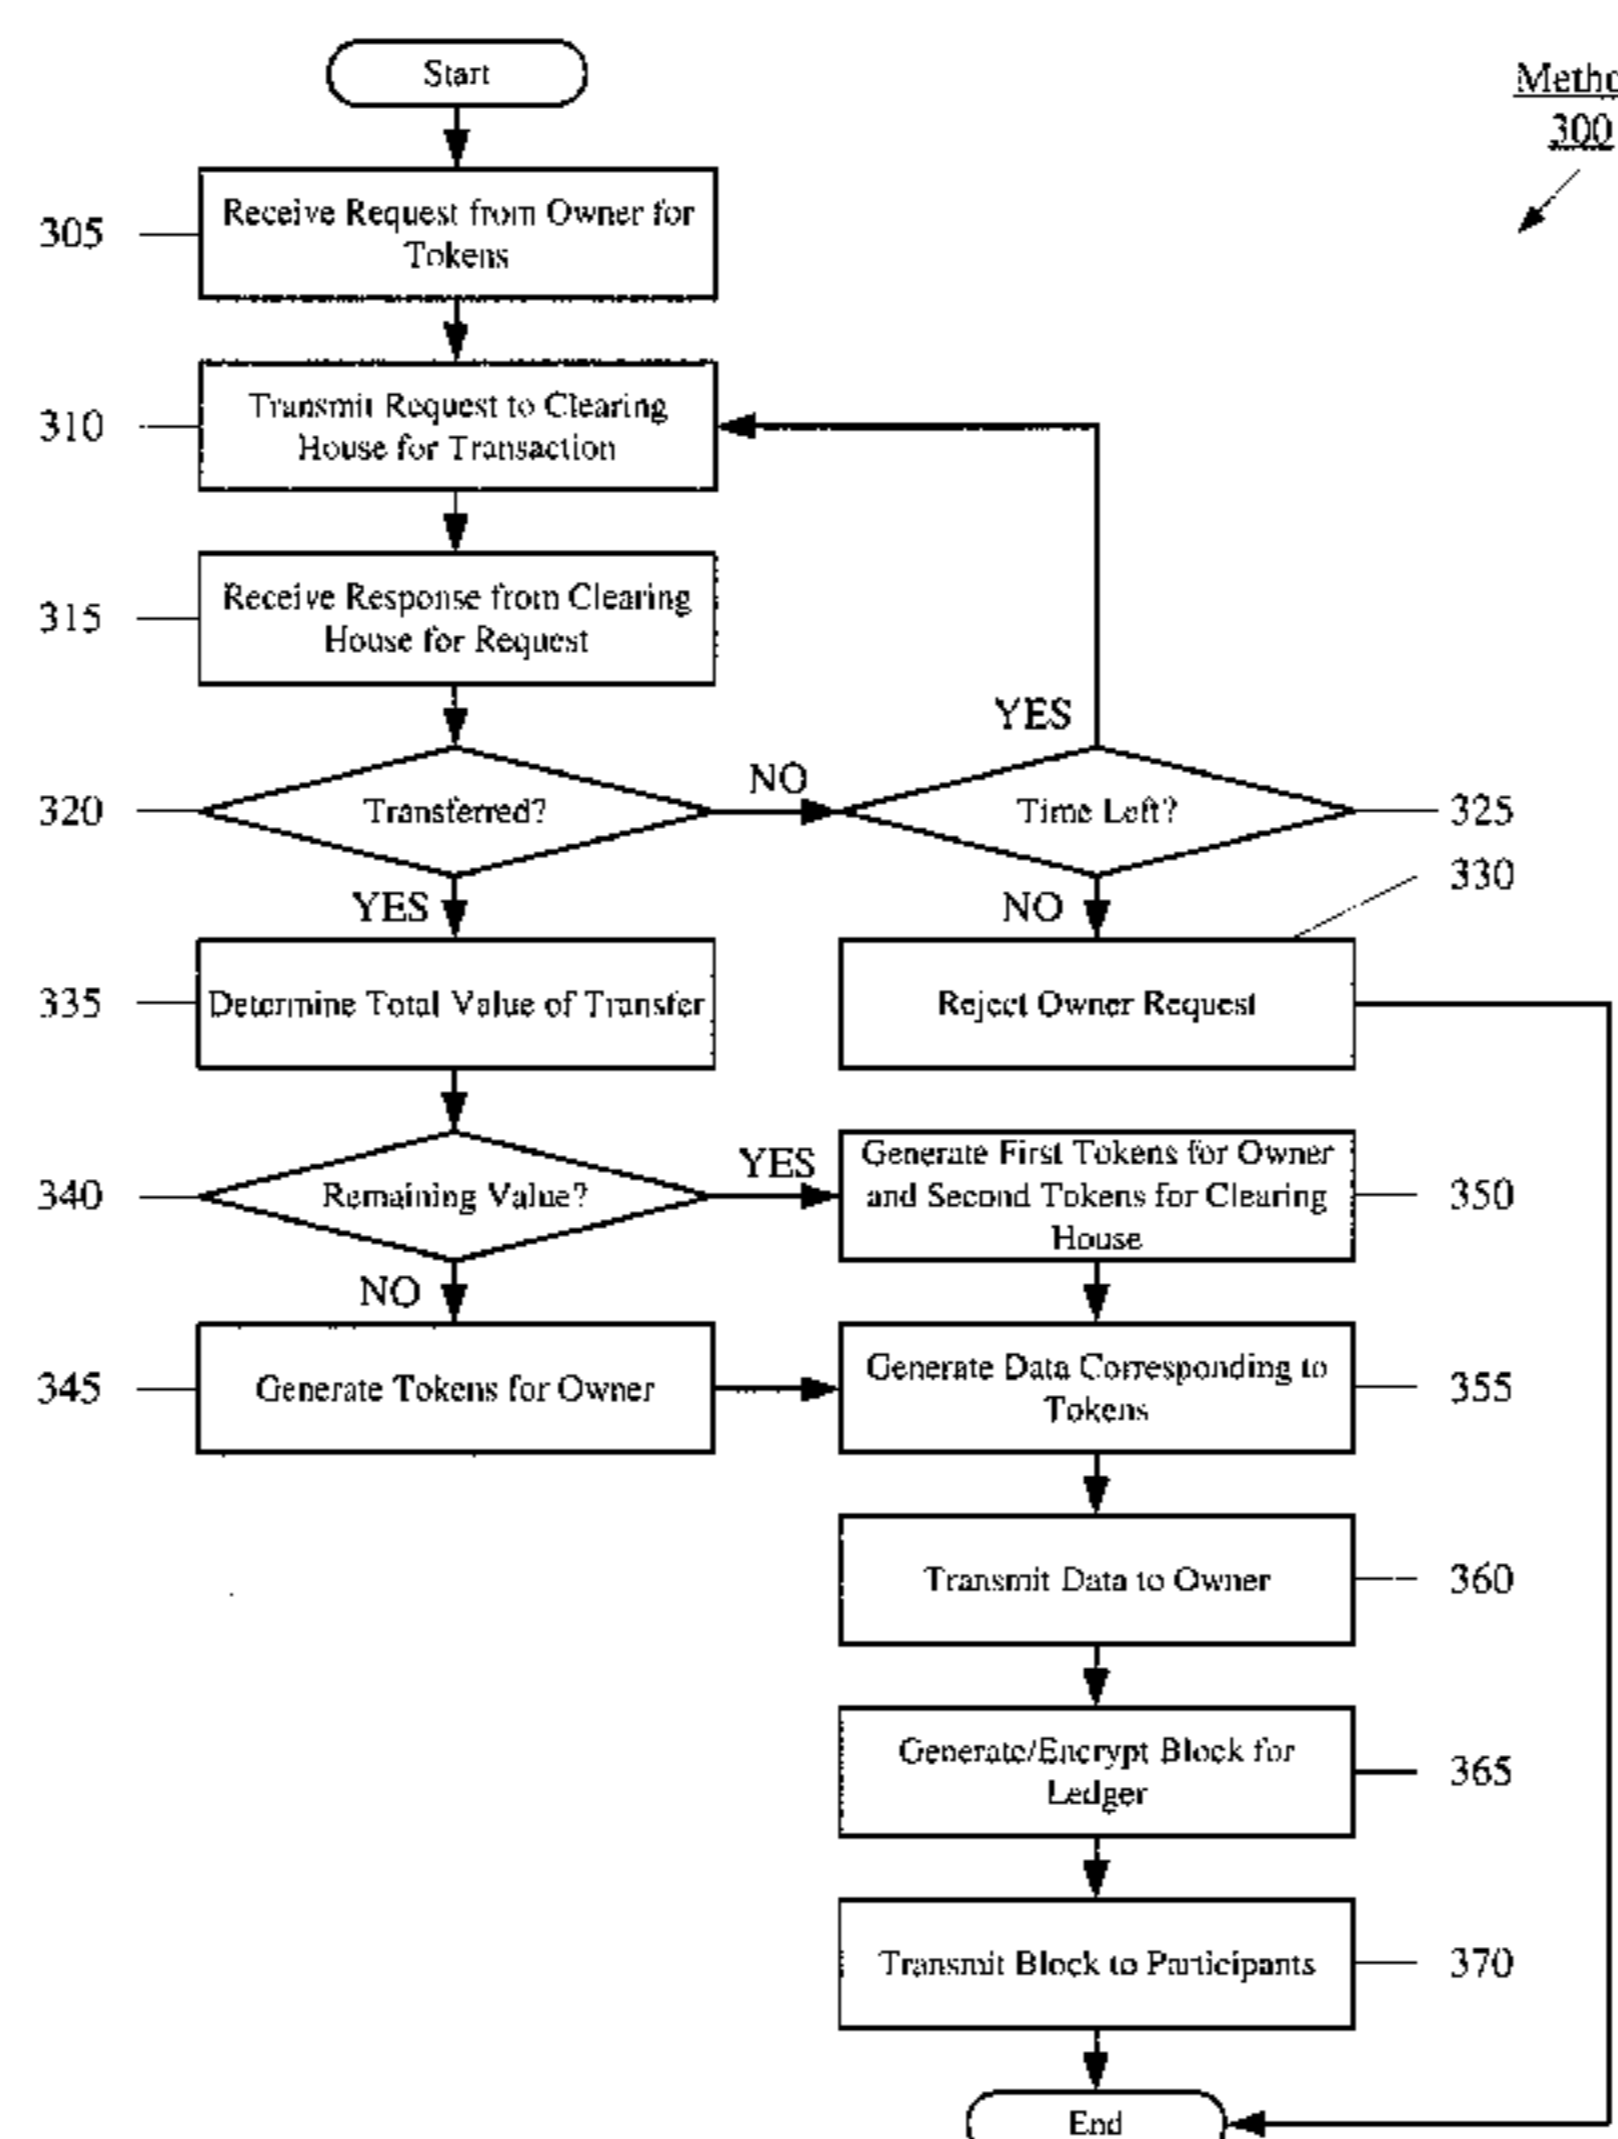 Start
300
305
Receive Request from Owner for
Tokens
310
Transmit Request to Clearing
House for Transaction
315
Receive Response from Clearing
House for Request
YES
320
Transferred?
NO
Time Left?
325
330
YES
NO
335
Determine Total Value of Transfer
Reject Owner Request
340
Remaining Value?
YES
Generate First Tokens for Owner
and Second Tokens for Clearing
House
350
NO
345
Generate Tokens for Owner
Generate Data Corresponding to
Tokens
355
Transmit Data to Owner
360
Generate/Encrypt Block for
Ledger
365
Transmit Block to Participants
370
End